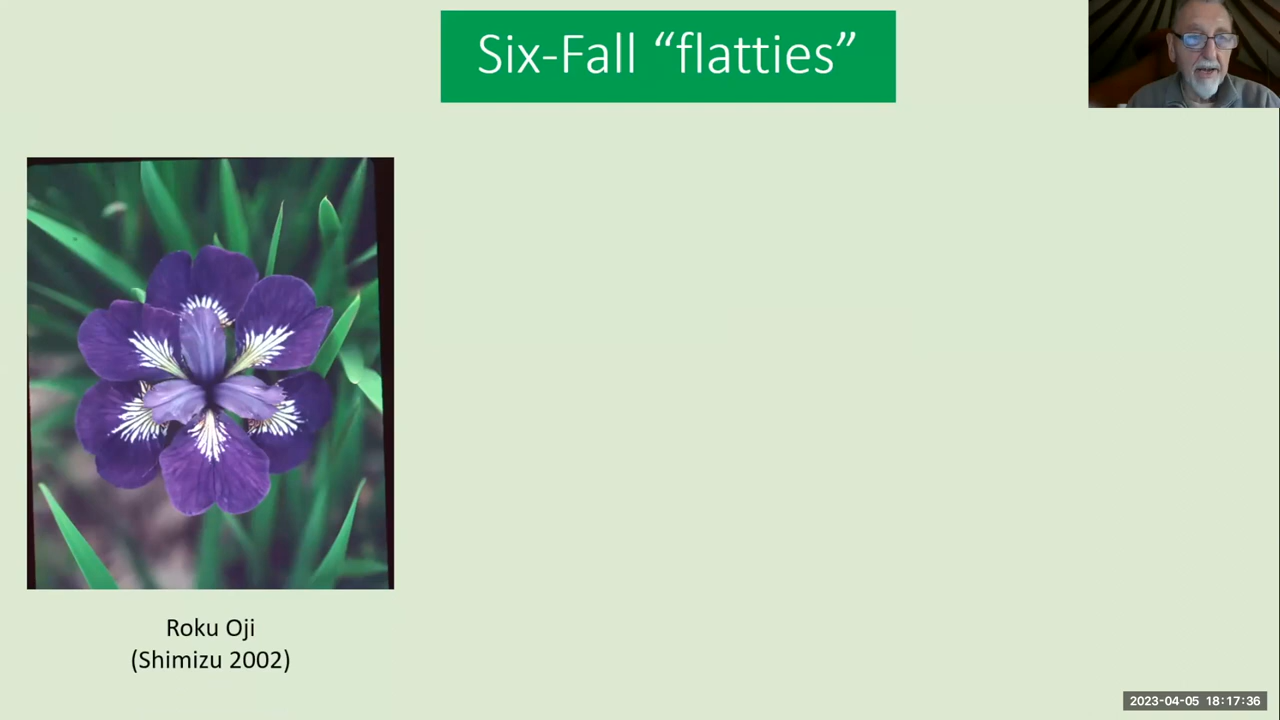 Six-Fall “flatties”
Roku Oji
(Shimizu 2002)
2023-04-05 18:17:36